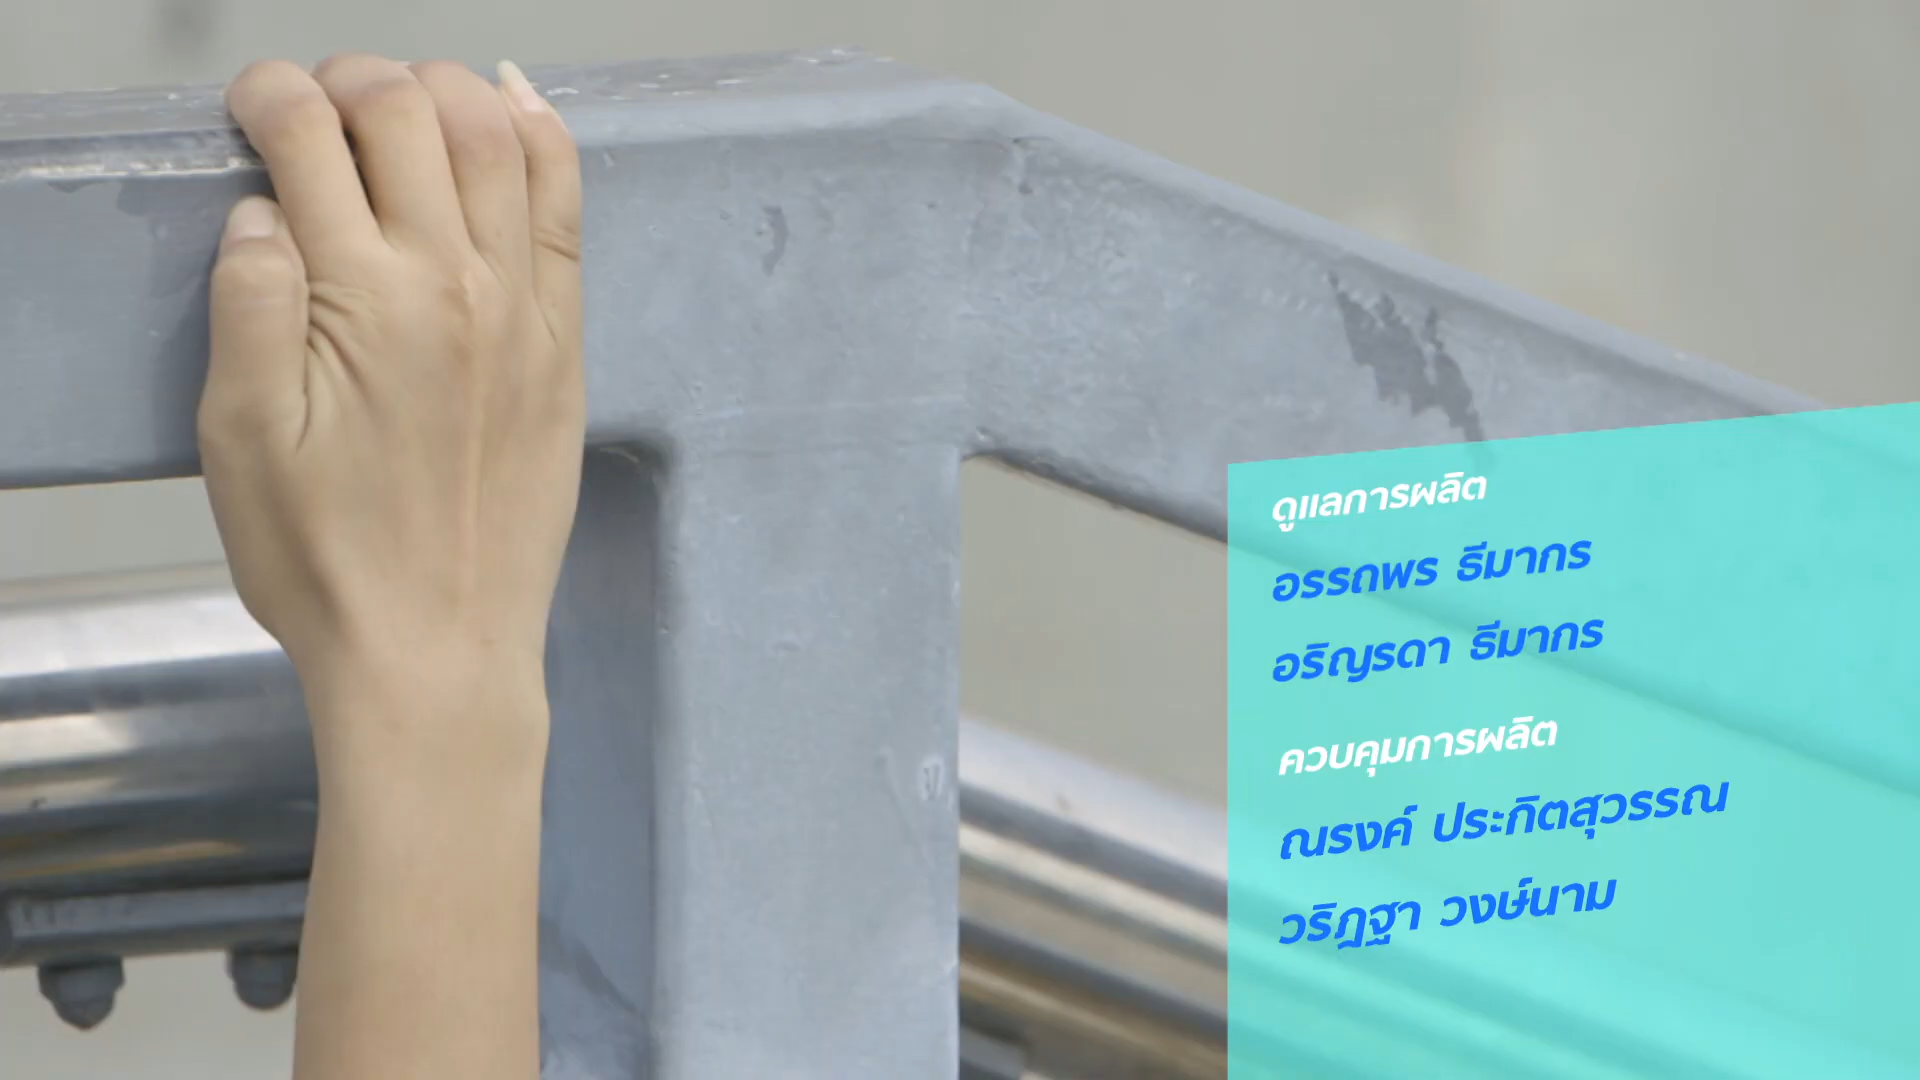 ดูแลการผลิต
อรรถพร ธีมากร
อริญรดา ธีมากร
ควบคุมการผลิต
ณรงค์ ประกิตสุวรรณ
วริฏฐา วงษ์นาม